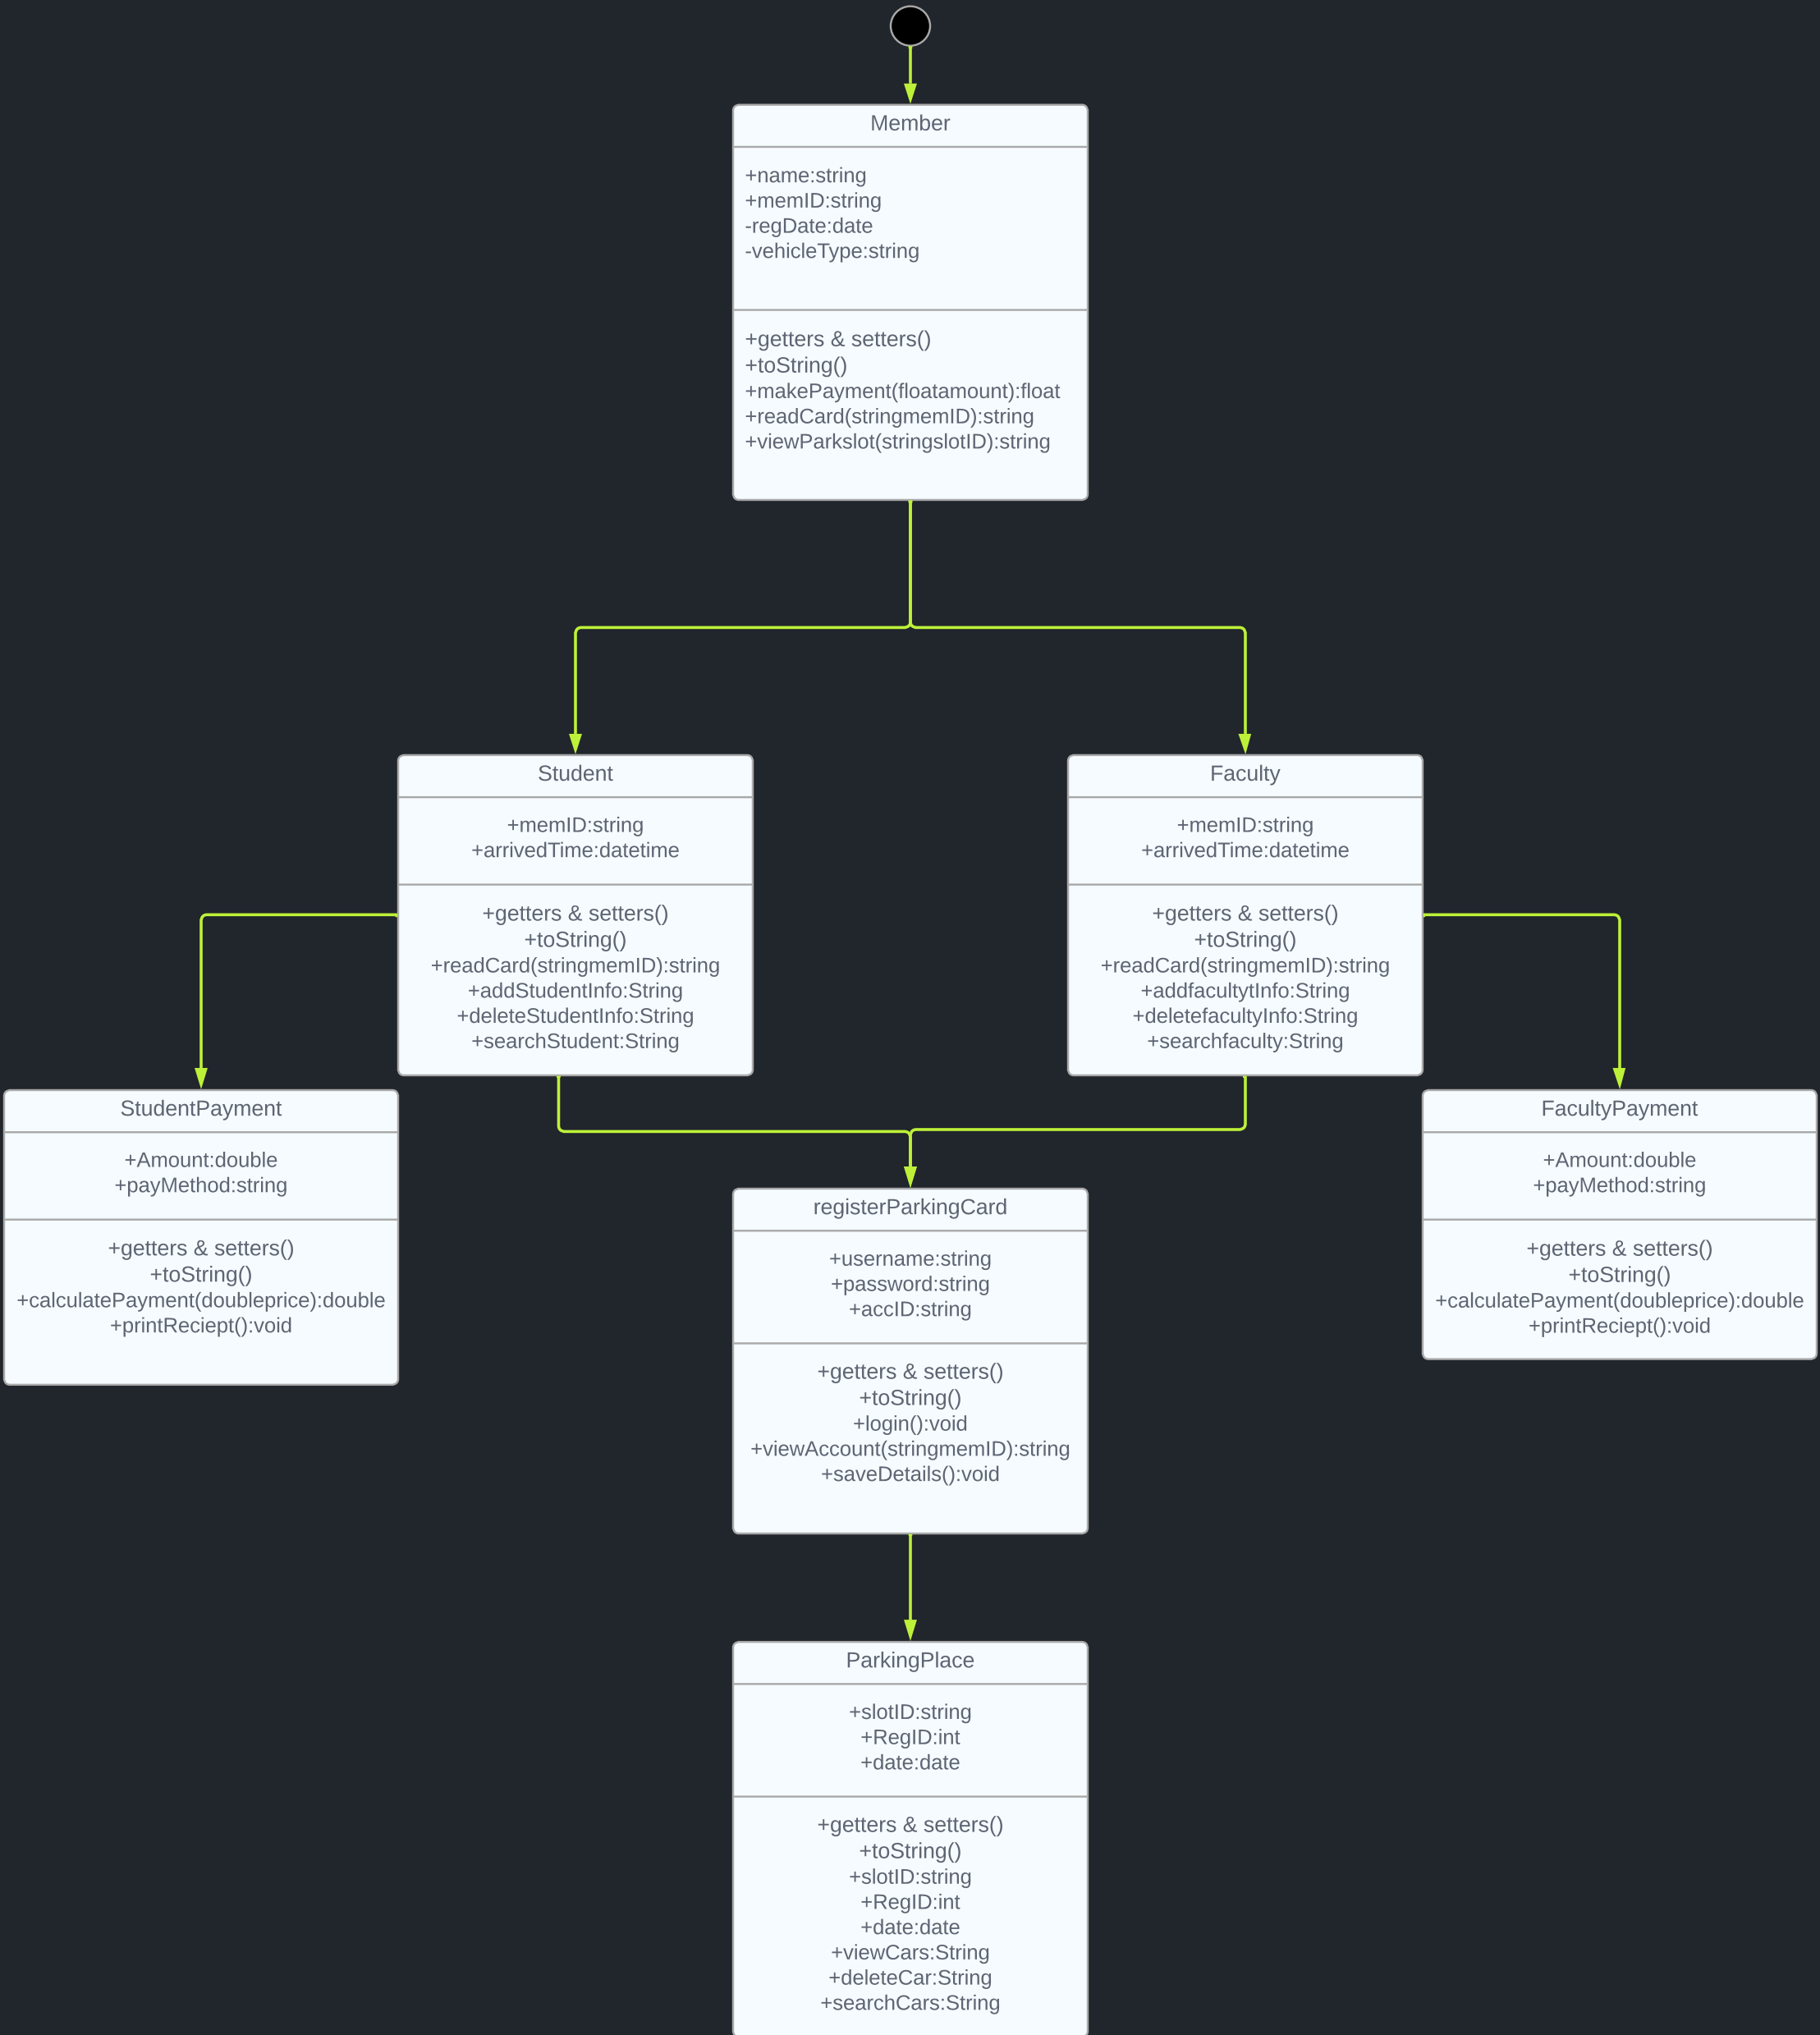 Member
+name:string
+memID:string
-regDate:date
-vehicleType:string
+getters & setters()
+toString()
+makePayment(floatamount):float
+readCard(stringmemID):string
+viewParkslot(stringslotID):string
Student
+memID:string
+arrivedTime:datetime
+getters & setters()
+toString()
+readCard(stringmemID):string
+addStudentInfo:String
+deleteStudentInfo:String
+searchStudent:String
Faculty
+memID:string
+arrivedTime:datetime
+getters & setters()
+toString()
+readCard(stringmemID):string
+addfacultytInfo:String
+deletefacultyInfo:String
+searchfaculty:String
StudentPayment
+Amount:double
+payMethod:string
+getters & setters()
+toString()
+calculatePayment(doubleprice):double
+printReciept():void
registerParkingCard
+username:string
+password:string
+accID:string
+getters & setters()
+toString()
+login():void
+viewAccount(stringmemID):string
+saveDetails():void
FacultyPayment
+Amount:double
+payMethod:string
+getters & setters()
+toString()
+calculatePayment(doubleprice):double
+printReciept():void
ParkingPlace
+slotID:string
+RegID:int
+date:date
+getters & setters()
+toString()
+slotID:string
+RegID:int
+date:date
+viewCars:String
+deleteCar:String
+searchCars:String